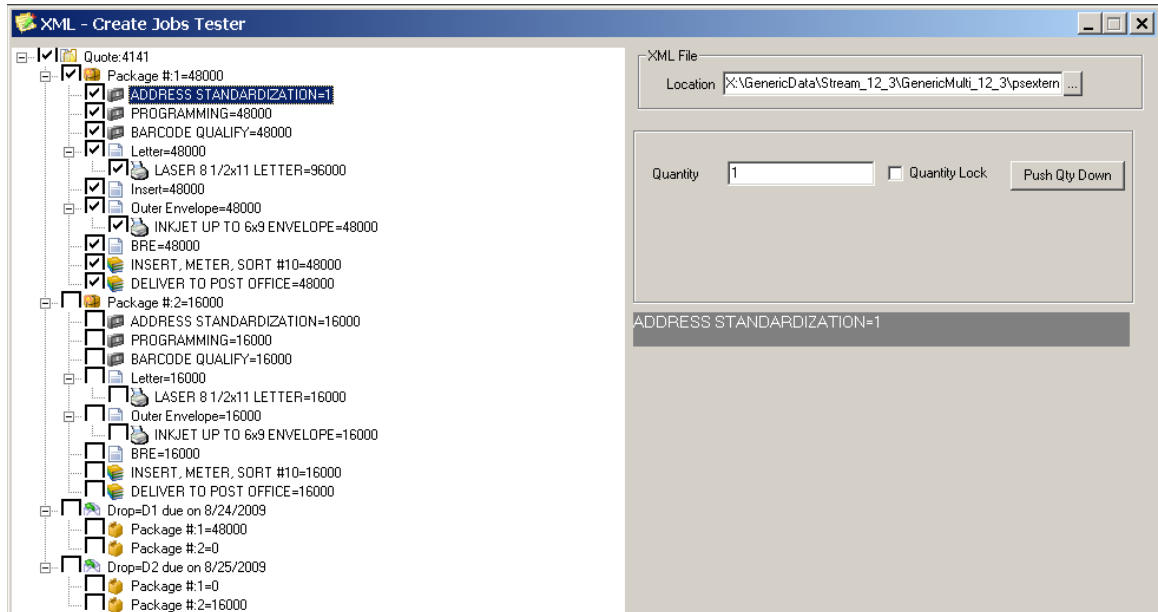 XML - Create Jobs Tester
Quote:4141
Package #:1=48000
ADDRESS STANDARDIZATION=1
PROGRAMMING=48000
BARCODE QUALIFY=48000
Letter=48000
LASER 8 1/2x11 LETTER=96000
Insert=48000
Outer Envelope=48000
INKJET UP TO 6x9 ENVELOPE=48000
BRE=48000
INSERT, METER, SORT #10=48000
DELIVER TO POST OFFICE=48000
Package #:2=16000
ADDRESS STANDARDIZATION=16000
PROGRAMMING=16000
BARCODE QUALIFY=16000
Letter=16000
LASER 8 1/2x11 LETTER=16000
Outer Envelope=16000
INKJET UP TO 6x9 ENVELOPE=16000
BRE=16000
INSERT, METER, SORT #10=16000
DELIVER TO POST OFFICE=16000
Drop=D1 due on 8/24/2009
Package #:1=48000
Package #:2=0
Drop=D2 due on 8/25/2009
Package #:1=0
Package #:2=16000
XML File
Location X:\GenericData\Stream_12_3\GenericMulti_12_3\psextern ...
Quantity 1 Quantity Lock Push Qty Down
ADDRESS STANDARDIZATION=1